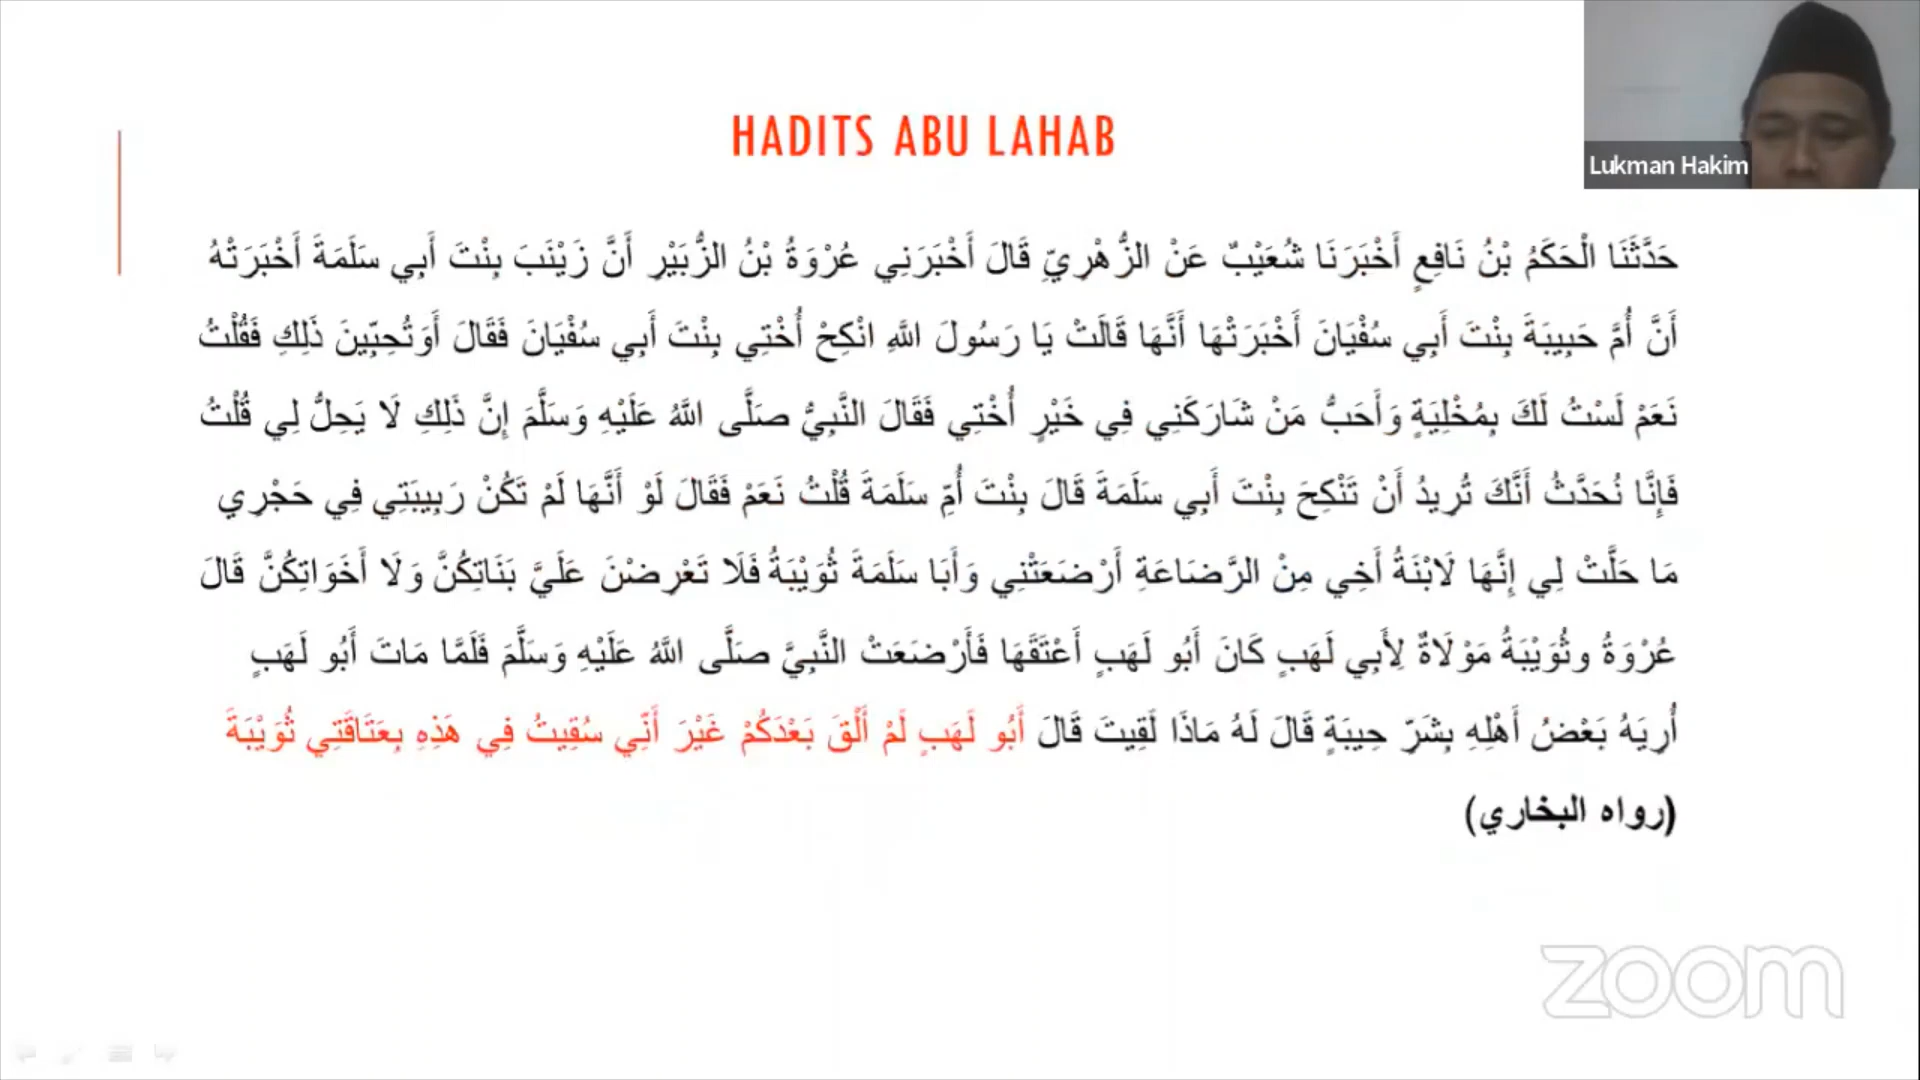 HADITS ABU LAHAB
Lukman Hakim
حَدَّثَنَا الْحَكَمُ بْنُ نَافِعٍ أَخْبَرَنَا شُعَيْبٌ عَنْ الزُّهْرِيِّ قَالَ أَخْبَرَنِي عُرْوَةُ بْنُ الزُّبَيْرِ أَنَّ زَيْنَبَ بِنْتَ أَبِي سَلَمَةَ أَخْبَرَتْهُ
أَنَّ أُمَّ حَبِيبَةَ بِنْتَ أَبِي سُفْيَانَ أَخْبَرَتْهَا أَنَّهَا قَالَتْ يَا رَسُولَ اللَّهِ انْكِحْ أُخْتِي بِنْتَ أَبِي سُفْيَانَ فَقَالَ أَوَتُحِبِّينَ ذَلِكِ فَقُلْتُ
نَعَمْ لَسْتُ لَكَ بِمُخْلِيَةٍ وَأَحَبُّ مَنْ شَارَكَنِي فِي خَيْرٍ أُخْتِي فَقَالَ النَّبِيُّ صَلَّى اللَّهُ عَلَيْهِ وَسَلَّمَ إِنَّ ذَلِكِ لَا يَحِلُّ لِي قُلْتُ
فَإِنَّا نُحَدَّثُ أَنَّكَ تُرِيدُ أَنْ تَنْكِحَ بِنْتَ أَبِي سَلَمَةَ قَالَ بِنْتَ أُمِّ سَلَمَةَ قُلْتُ نَعَمْ فَقَالَ لَوْ أَنَّهَا لَمْ تَكُنْ رَبِيبَتِي فِي حَجْرِي
مَا حَلَّتْ لِي إِنَّهَا لَابْنَةُ أَخِي مِنْ الرَّضَاعَةِ أَرْضَعَتْنِي وَأَبَا سَلَمَةَ ثُوَيْبَةُ فَلَا تَعْرِضْنَ عَلَيَّ بَنَاتِكُنَّ وَلَا أَخَوَاتِكُنَّ قَالَ
عُرْوَةُ وثُوَيْبَةُ مَوْلَاةٌ لِأَبِي لَهَبٍ كَانَ أَبُو لَهَبٍ أَعْتَقَهَا فَأَرْضَعَتْ النَّبِيَّ صَلَّى اللَّهُ عَلَيْهِ وَسَلَّمَ فَلَمَّا مَاتَ أَبُو لَهَبٍ
أُرِيَهُ بَعْضُ أَهْلِهِ بِشَرِّ حِيبَةٍ قَالَ لَهُ مَاذَا لَقِيتَ قَالَ أَبُو لَهَبٍ لَمْ أَلْقَ بَعْدَكُمْ غَيْرَ أَنِّي سُقِيتُ فِي هَذِهِ بِعَتَاقَتِي ثُوَيْبَةَ
(رواه البخاري)
zoom